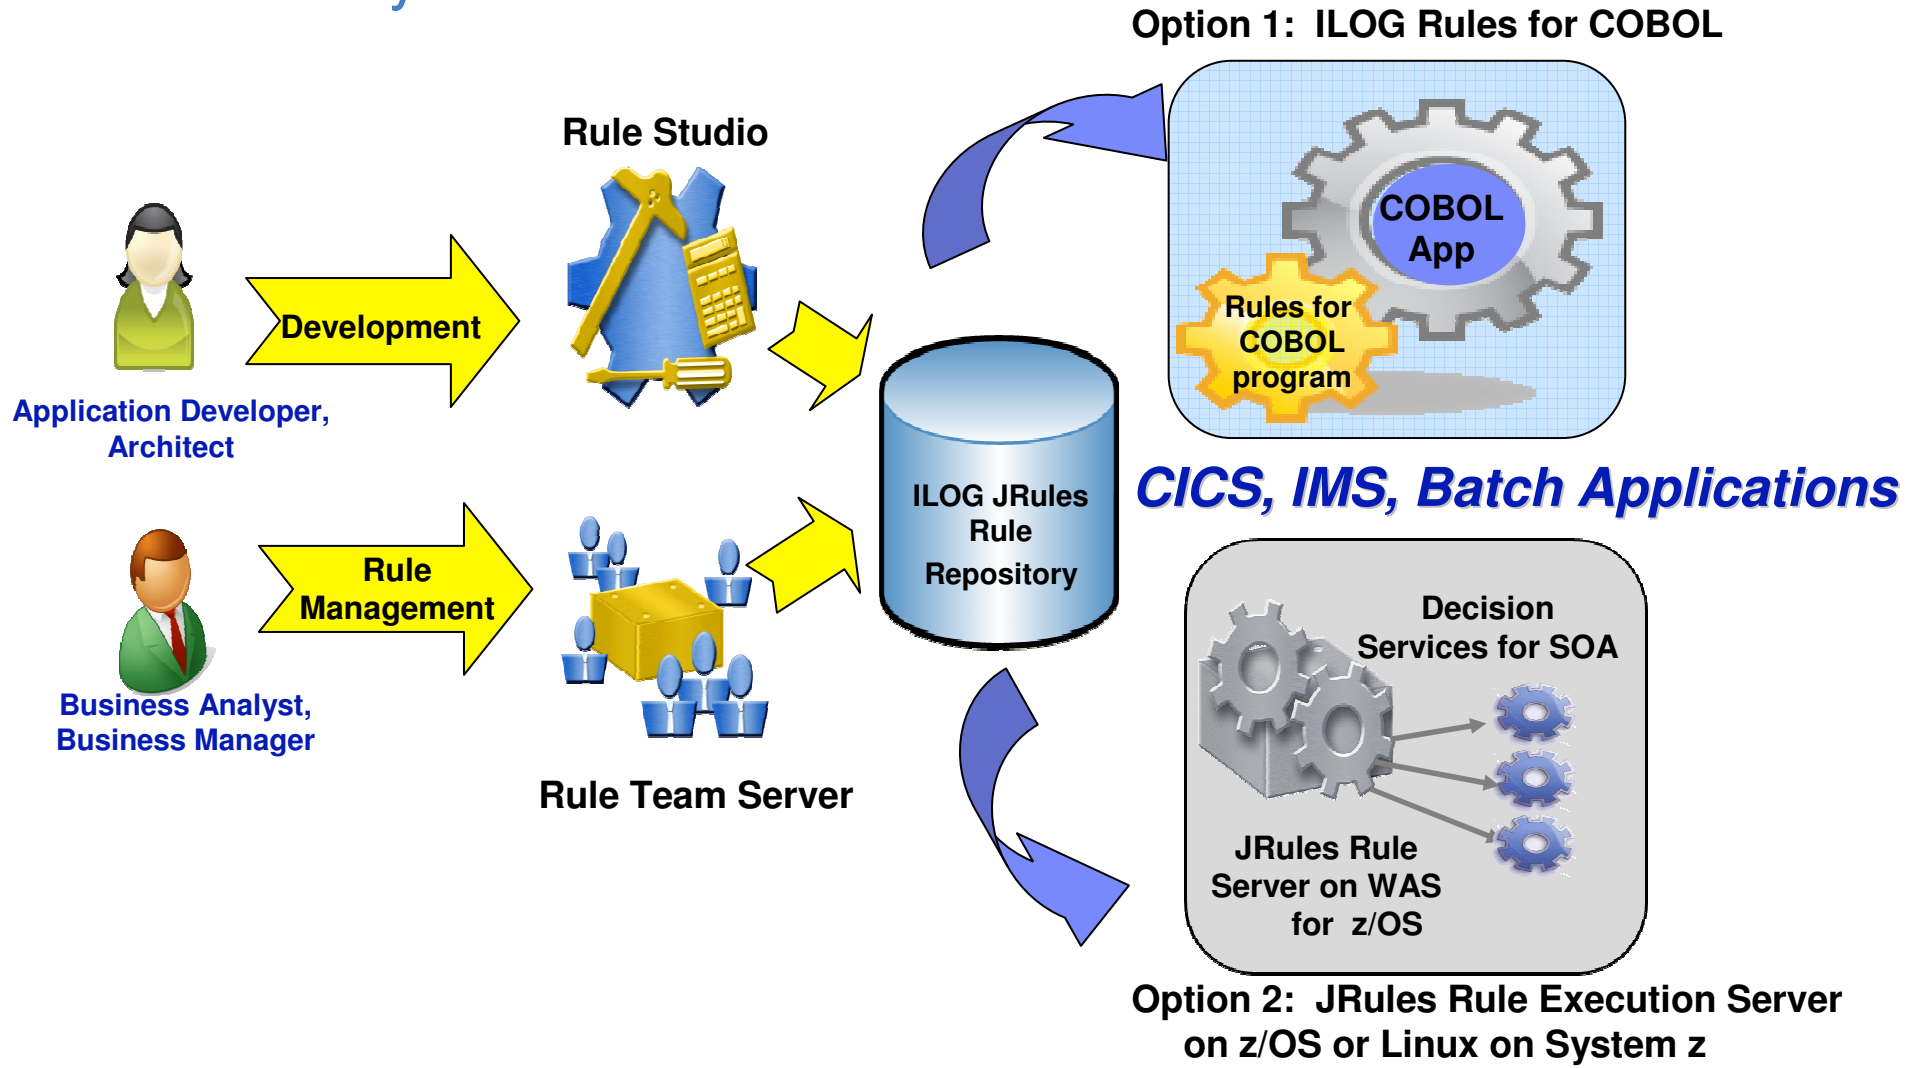 Option 1: ILOG Rules for COBOL
Rule Studio
COBOL
App
Rules for
COBOL
program
Development
Application Developer,
Architect
ILOG JRules
Rule
Repository
CICS, IMS, Batch Applications
Rule
Management
Business Analyst,
Business Manager
Rule Team Server
Decision
Services for SOA
JRules Rule
Server on WAS
for z/OS
Option 2: JRules Rule Execution Server
on z/OS or Linux on System z